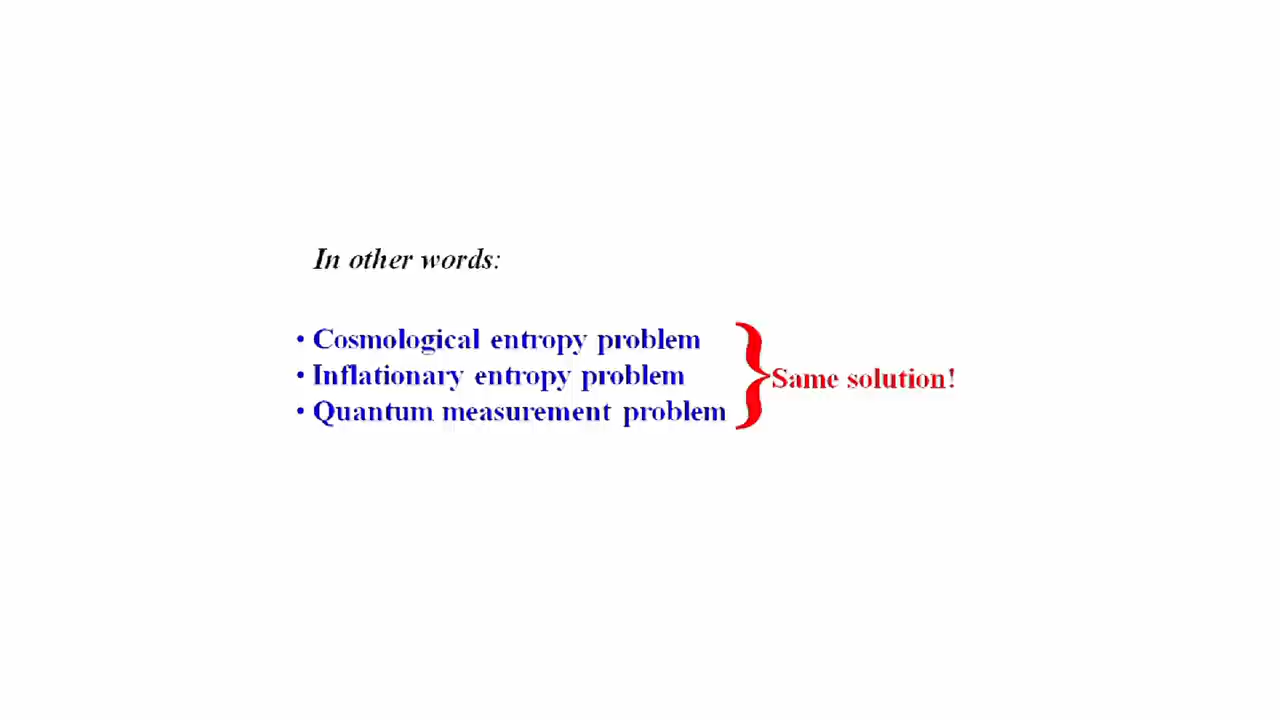 In other words:
• Cosmological entropy problem
• Inflationary entropy problem
• Quantum measurement problem
Same solution!